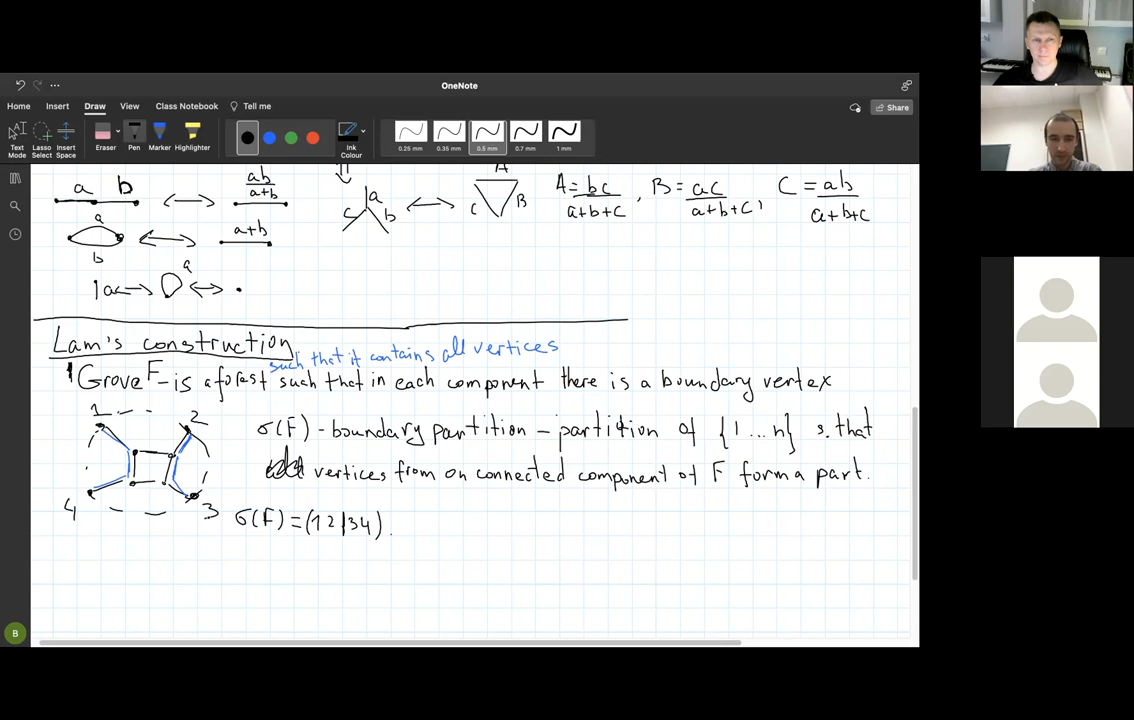 OneNote
Home Insert Draw View Class Notebook Tell me
Share
Text Mode Lasso Select Insert Space Eraser Pen Marker Highlighter Ink Colour 0.25 mm 0.35 mm 0.5 mm 0.7 mm 1 mm
a b ⟷ ab/(a+b)
a b c ⟷ A B C
A = bc/(a+b+c), B = ac/(a+b+c), C = ab/(a+b+c)
a b ⟷ a+b
a ⟷ a ⟷
Lam's construction
such that it contains all vertices
Grove F - is a forest such that in each component there is a boundary vertex
1 2
σ(F) - boundary partition - partition of {1 ... n} s. that
vertices from on connected component of F form a part.
4 3
σ(F) = (12|34).
B